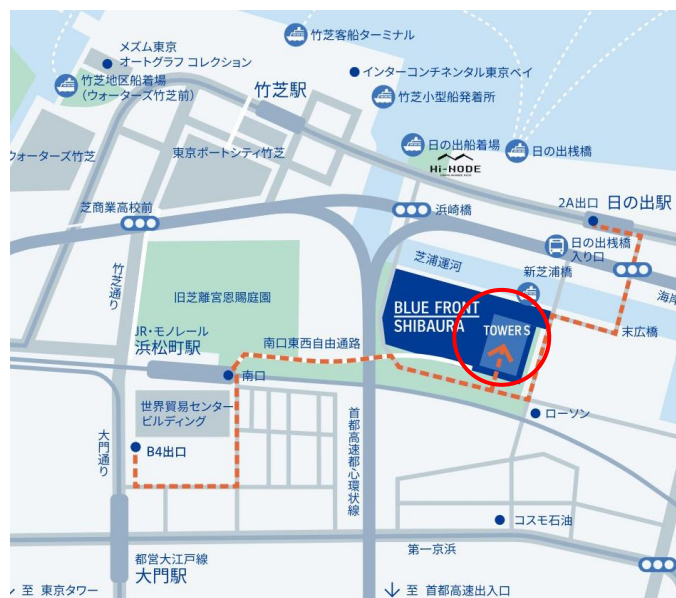 竹芝客船ターミナル
メズム東京
オートグラフ コレクション
インターコンチネンタル東京ベイ
竹芝地区船着場
(ウォーターズ竹芝前)
竹芝駅
竹芝小型船発着所
日の出船着場
日の出桟橋
Hi-NODE
ウォーターズ竹芝
東京ポートシティ竹芝
2A出口
日の出駅
芝商業高校前
浜崎橋
日の出桟橋
入り口
芝浦運河
新芝浦橋
海岸
竹芝通り
旧芝離宮恩賜庭園
BLUE FRONT
SHIBAURA
TOWER S
末広橋
JR・モノレール
浜松町駅
南口東西自由通路
南口
世界貿易センター
ビルディング
ローソン
大門通り
B4出口
首都高速都心環状線
コスモ石油
第一京浜
都営大江戸線
大門駅
至 東京タワー
至 首都高速出入口